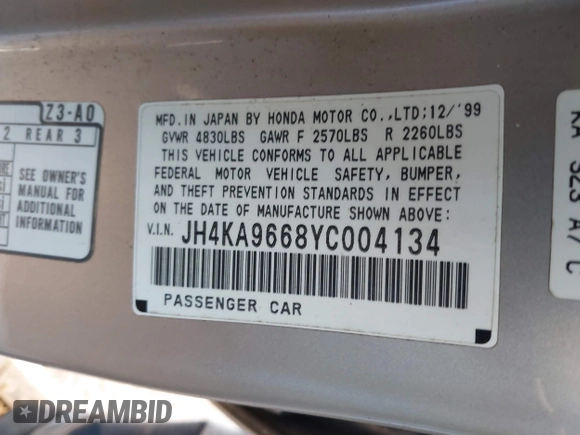 Z3-A0
2 REAR 3
SEE OWNER'S
MANUAL FOR
ADDITIONAL
INFORMATION
MFD.IN JAPAN BY HONDA MOTOR CO.,LTD;12/'99
GVWR 4830LBS GAWR F 2570LBS R 2260LBS
THIS VEHICLE CONFORMS TO ALL APPLICABLE
FEDERAL MOTOR VEHICLE SAFETY, BUMPER,
AND THEFT PREVENTION STANDARDS IN EFFECT
ON THE DATE OF MANUFACTURE SHOWN ABOVE:
V.I.N. JH4KA9668YC004134
PASSENGER CAR
A7C
DREAMBID